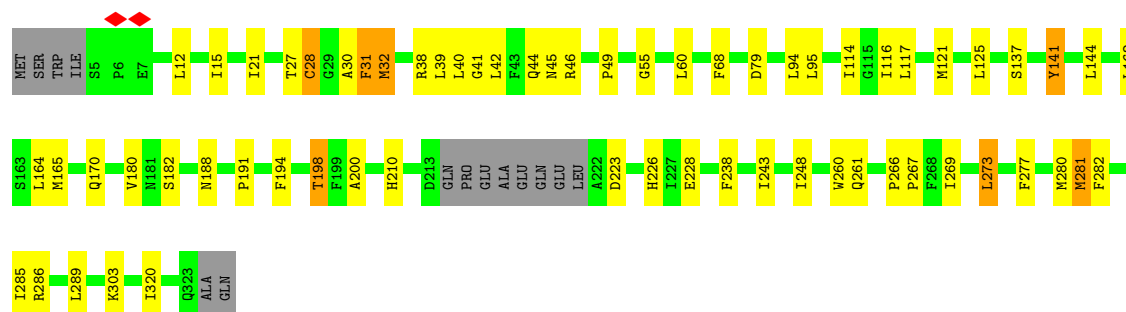 MET SER TRP ILE S5 P6 E7 L12 I15 I21 T27 C28 G29 A30 F31 M32 R38 L39 L40 G41 L42 F43 Q44 N45 R46 P49 G55 L60 F68 D79 L94 L95 I114 G115 I116 L117 M121 L125 S137 Y141 L144
S163 L164 M165 Q170 V180 N181 S182 N188 P191 F194 T198 F199 A200 H210 D213 GLN PRO GLU ALA GLU GLN GLU LEU A222 D223 H226 I227 E228 F238 I243 I248 W260 Q261 P266 P267 F268 I269 L273 F277 M280 M281 F282
I285 R286 L289 K303 I320 Q323 ALA GLN